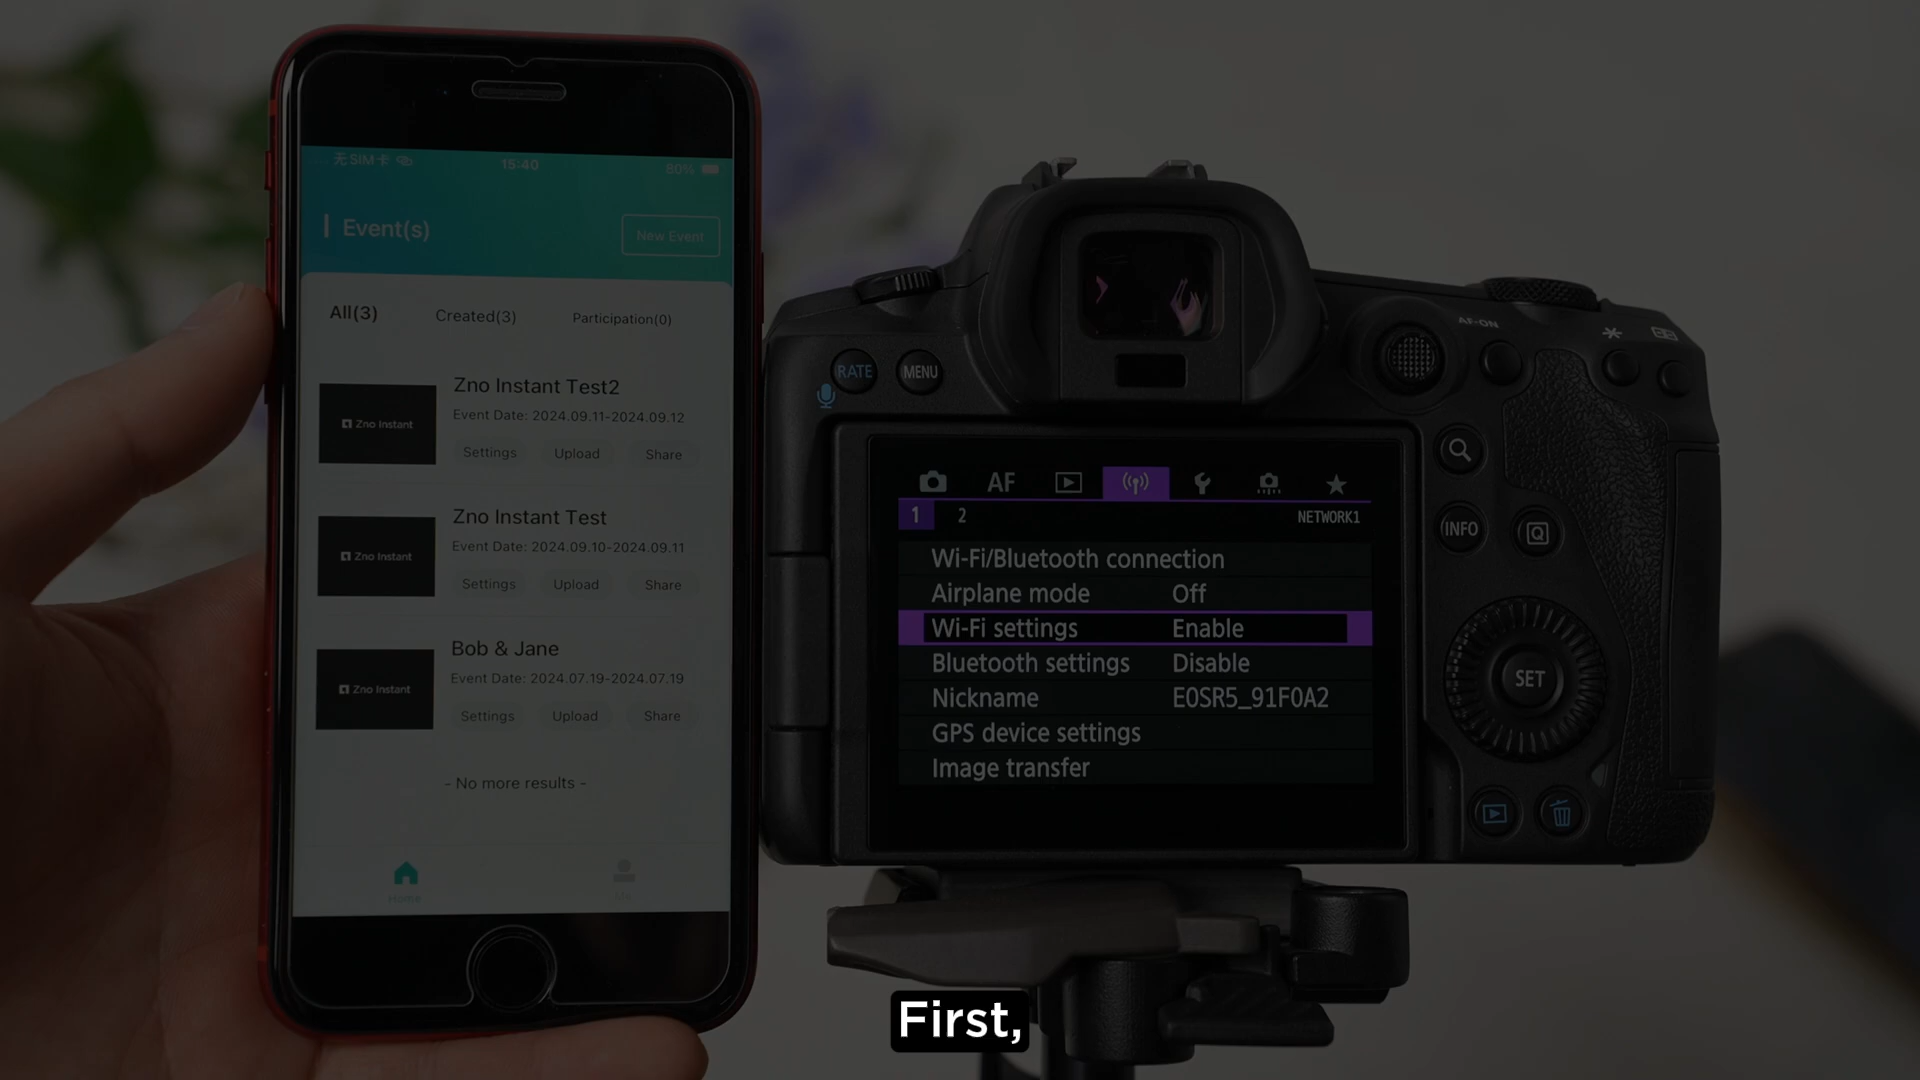 无SIM卡
15:40
80%
Event(s)
New Event
All(3)
Created(3)
Participation(0)
Zno Instant
Zno Instant Test2
Event Date: 2024.09.11-2024.09.12
Settings
Upload
Share
Zno Instant
Zno Instant Test
Event Date: 2024.09.10-2024.09.11
Settings
Upload
Share
Zno Instant
Bob & Jane
Event Date: 2024.07.19-2024.07.19
Settings
Upload
Share
- No more results -
Home
RATE
MENU
AF-ON
INFO
Q
SET
AF
1
2
NETWORK1
Wi-Fi/Bluetooth connection
Airplane mode Off
Wi-Fi settings Enable
Bluetooth settings Disable
Nickname EOSR5_91F0A2
GPS device settings
Image transfer
First,